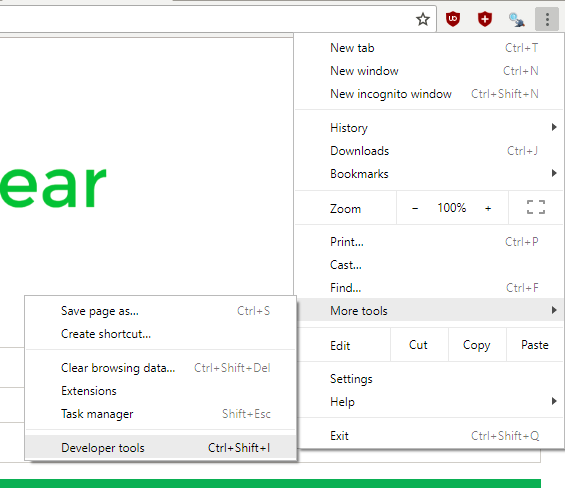 New tab Ctrl+T
New window Ctrl+N
New incognito window Ctrl+Shift+N
History
Downloads Ctrl+J
Bookmarks
Zoom - 100% +
Print... Ctrl+P
Cast...
Find... Ctrl+F
More tools
Edit Cut Copy Paste
Settings
Help
Exit Ctrl+Shift+Q
ear
Save page as... Ctrl+S
Create shortcut...
Clear browsing data... Ctrl+Shift+Del
Extensions
Task manager Shift+Esc
Developer tools Ctrl+Shift+I